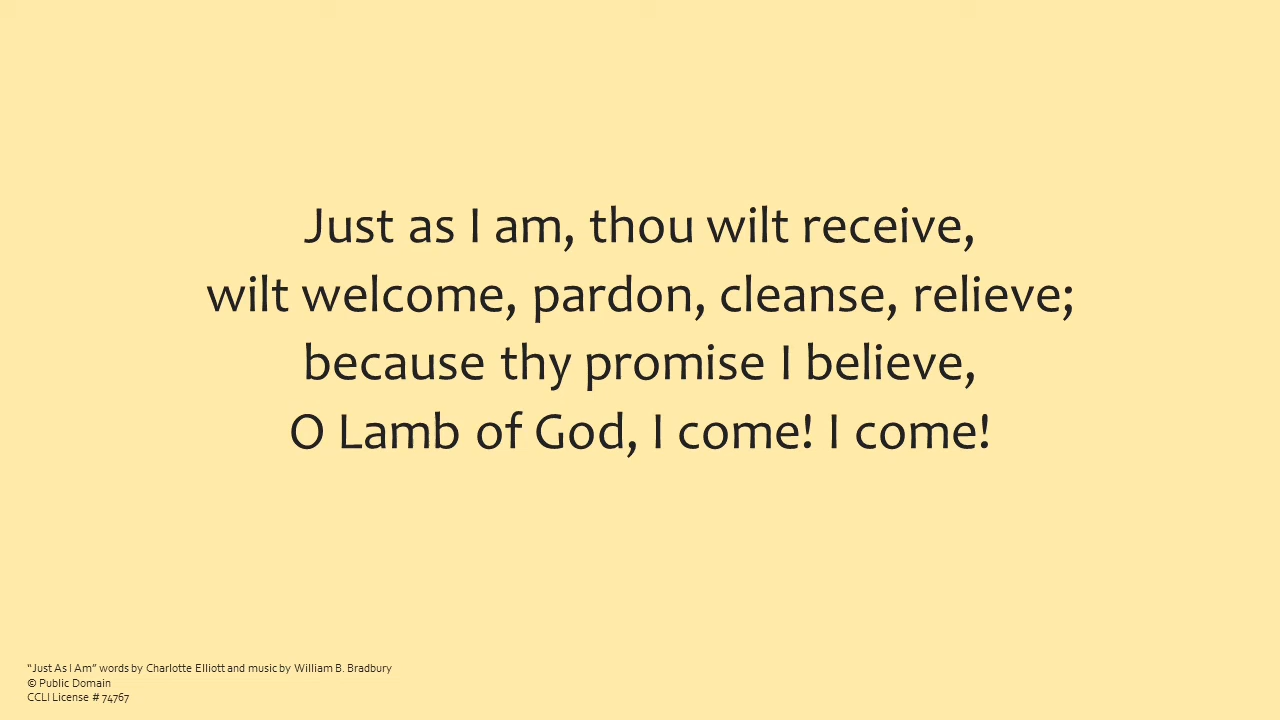 Just as I am, thou wilt receive,
wilt welcome, pardon, cleanse, relieve;
because thy promise I believe,
O Lamb of God, I come! I come!
"Just As I Am" words by Charlotte Elliott and music by William B. Bradbury
© Public Domain
CCLI License # 74767